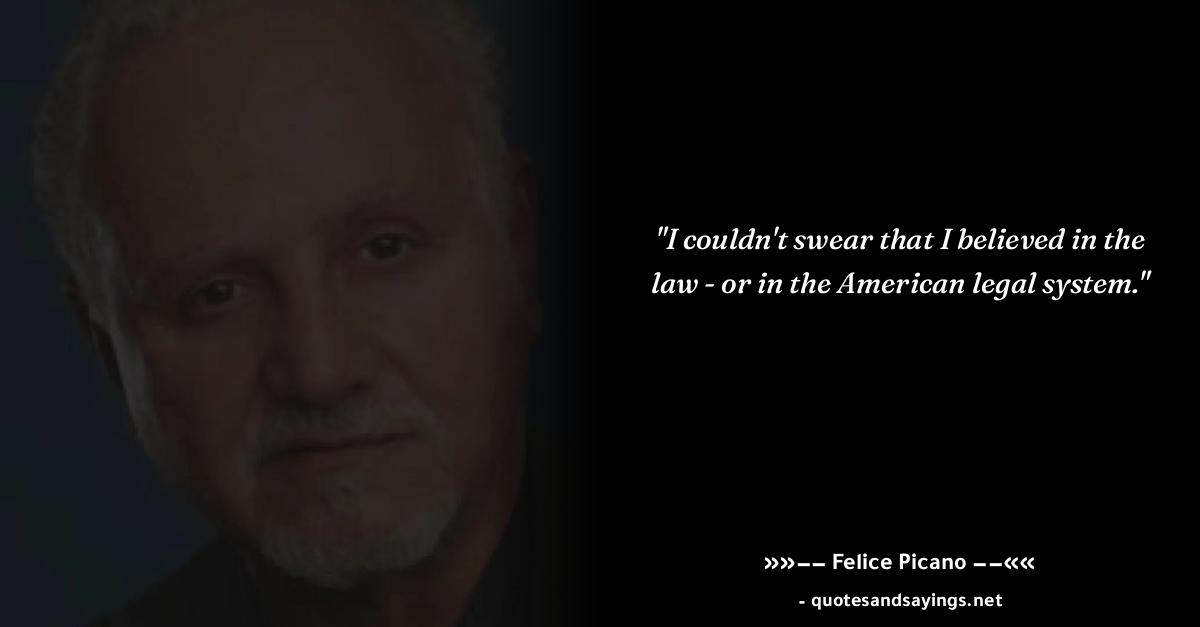 "I couldn't swear that I believed in the
law - or in the American legal system."
»»−− Felice Picano −−««
- quotesandsayings.net